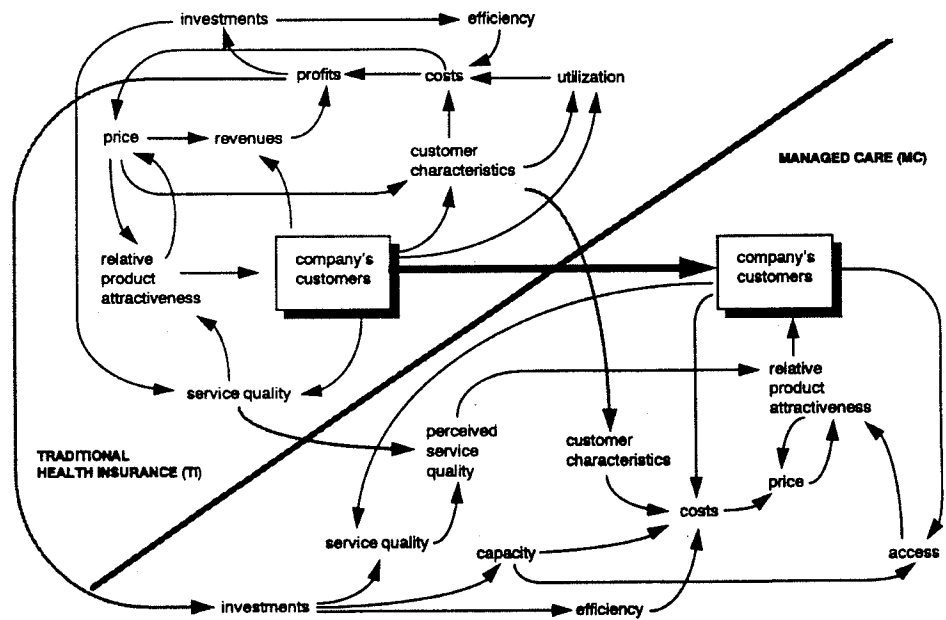 investments
efficiency
profits
costs
utilization
price
revenues
customer
characteristics
MANAGED CARE (MC)
relative
product
attractiveness
company's
customers
company's
customers
service quality
relative
product
attractiveness
perceived
service
quality
customer
characteristics
TRADITIONAL
HEALTH INSURANCE (TI)
price
costs
service quality
capacity
access
investments
efficiency